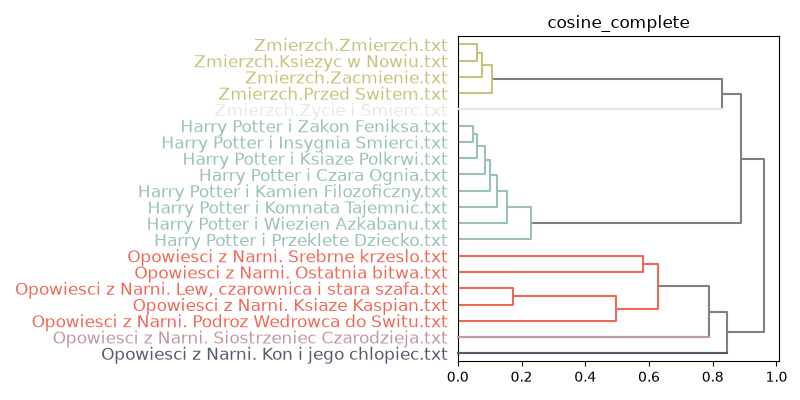 cosine_complete
Zmierzch.Zmierzch.txt
Zmierzch.Ksiezyc w Nowiu.txt
Zmierzch.Zacmienie.txt
Zmierzch.Przed Switem.txt
Zmierzch.Zycie i Smierc.txt
Harry Potter i Zakon Feniksa.txt
Harry Potter i Insygnia Smierci.txt
Harry Potter i Ksiaze Polkrwi.txt
Harry Potter i Czara Ognia.txt
Harry Potter i Kamien Filozoficzny.txt
Harry Potter i Komnata Tajemnic.txt
Harry Potter i Wiezien Azkabanu.txt
Harry Potter i Przeklete Dziecko.txt
Opowiesci z Narni. Srebrne krzeslo.txt
Opowiesci z Narni. Ostatnia bitwa.txt
Opowiesci z Narni. Lew, czarownica i stara szafa.txt
Opowiesci z Narni. Ksiaze Kaspian.txt
Opowiesci z Narni. Podroz Wedrowca do Switu.txt
Opowiesci z Narni. Siostrzeniec Czarodzieja.txt
Opowiesci z Narni. Kon i jego chlopiec.txt
0.0 0.2 0.4 0.6 0.8 1.0